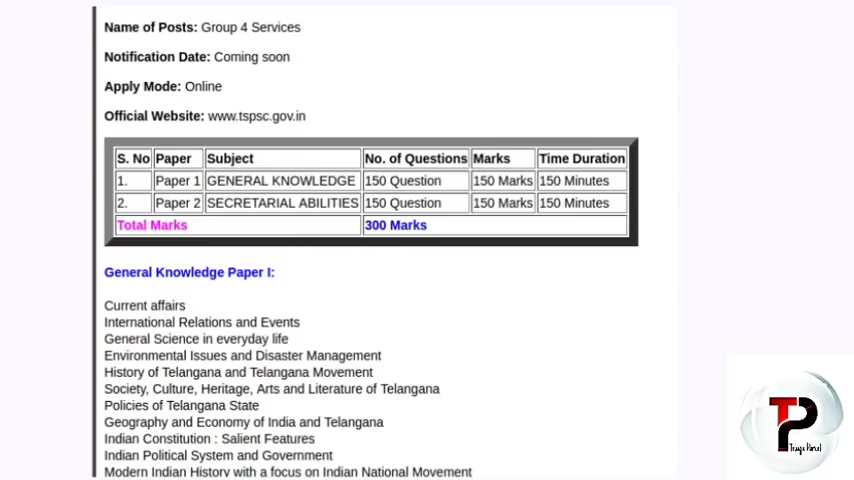 Name of Posts: Group 4 Services
Notification Date: Coming soon
Apply Mode: Online
Official Website: www.tspsc.gov.in
S. No Paper Subject No. of Questions Marks Time Duration
1. Paper 1 GENERAL KNOWLEDGE 150 Question 150 Marks 150 Minutes
2. Paper 2 SECRETARIAL ABILITIES 150 Question 150 Marks 150 Minutes
Total Marks 300 Marks
General Knowledge Paper I:
Current affairs
International Relations and Events
General Science in everyday life
Environmental Issues and Disaster Management
History of Telangana and Telangana Movement
Society, Culture, Heritage, Arts and Literature of Telangana
Policies of Telangana State
Geography and Economy of India and Telangana
Indian Constitution : Salient Features
Indian Political System and Government
Modern Indian History with a focus on Indian National Movement
TP